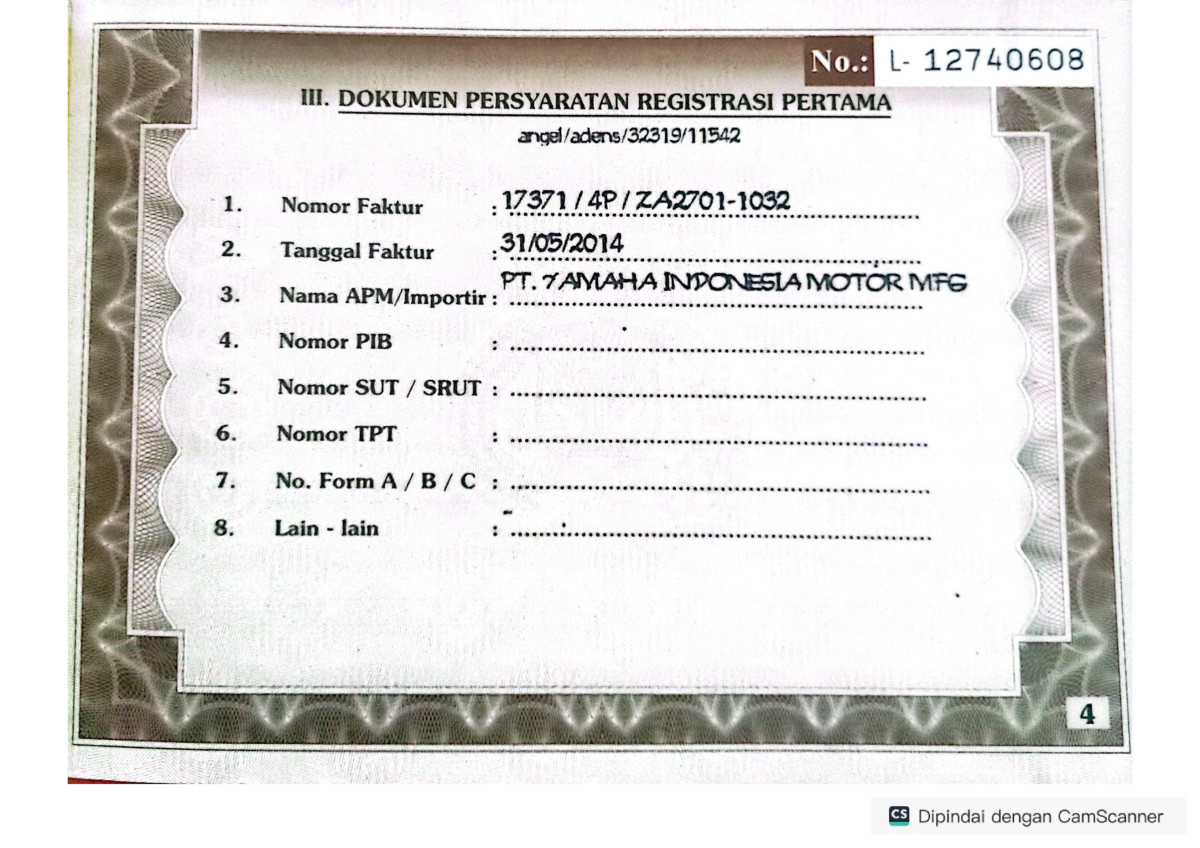 No.: L- 12740608
III. DOKUMEN PERSYARATAN REGISTRASI PERTAMA
angel/adens/32319/11542
1. Nomor Faktur : 17371 / 4P / ZA2701-1032
2. Tanggal Faktur : 31/05/2014
3. Nama APM/Importir : PT. YAMAHA INDONESIA MOTOR MFG
4. Nomor PIB :
5. Nomor SUT / SRUT :
6. Nomor TPT :
7. No. Form A / B / C :
8. Lain - lain : -
4
CS Dipindai dengan CamScanner